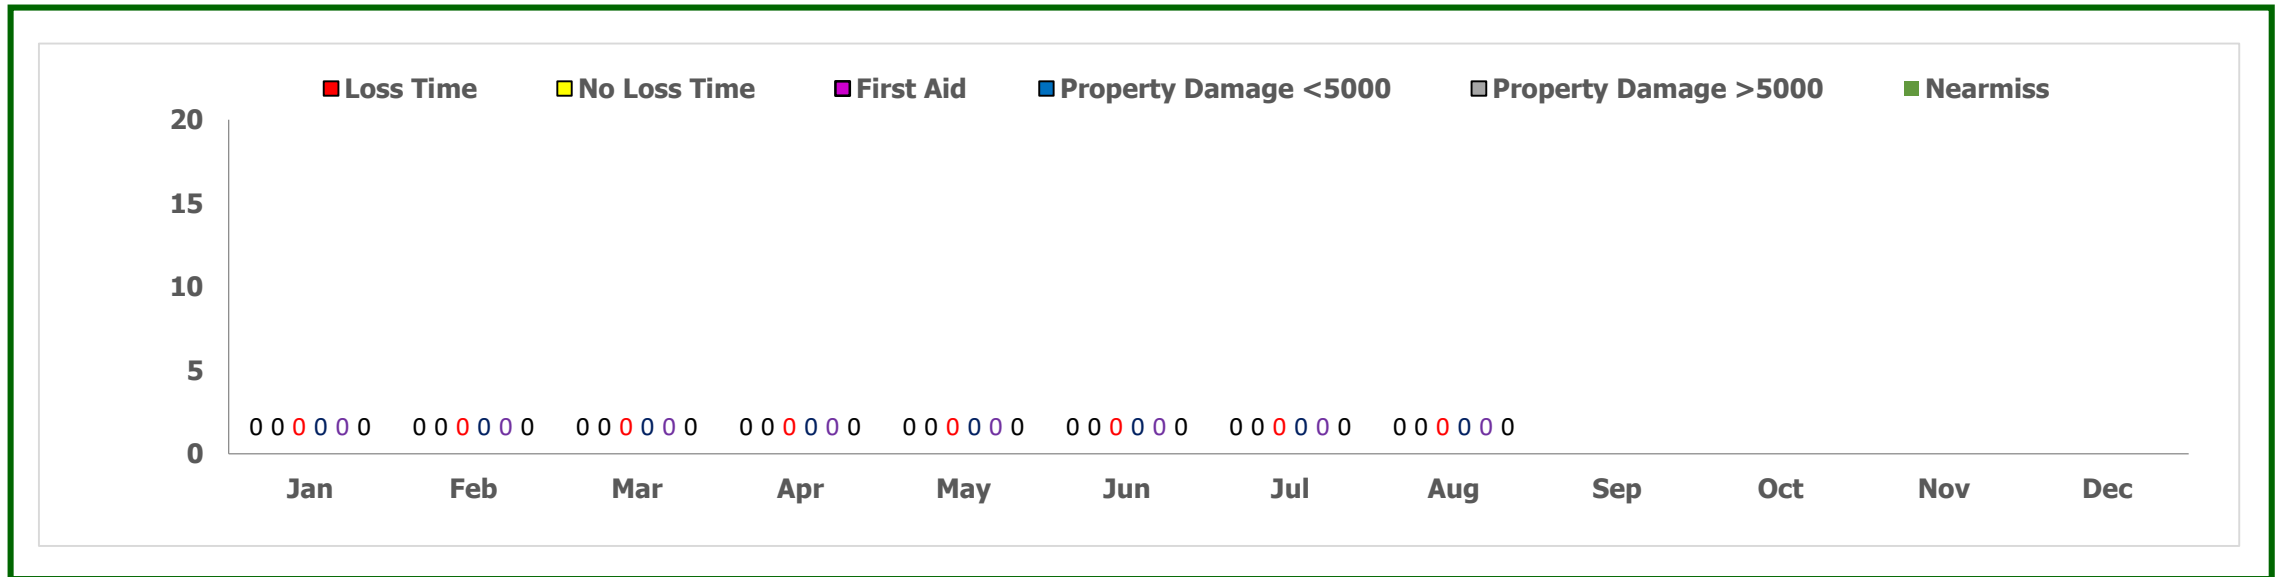 Loss Time No Loss Time First Aid Property Damage <5000 Property Damage >5000 Nearmiss
20
15
10
5
0 0 0 0 0 0 0 0 0 0 0 0 0 0 0 0 0 0 0 0 0 0 0 0 0 0 0 0 0 0 0 0 0 0 0 0 0 0 0 0 0 0 0 0 0 0 0 0
0
Jan Feb Mar Apr May Jun Jul Aug Sep Oct Nov Dec